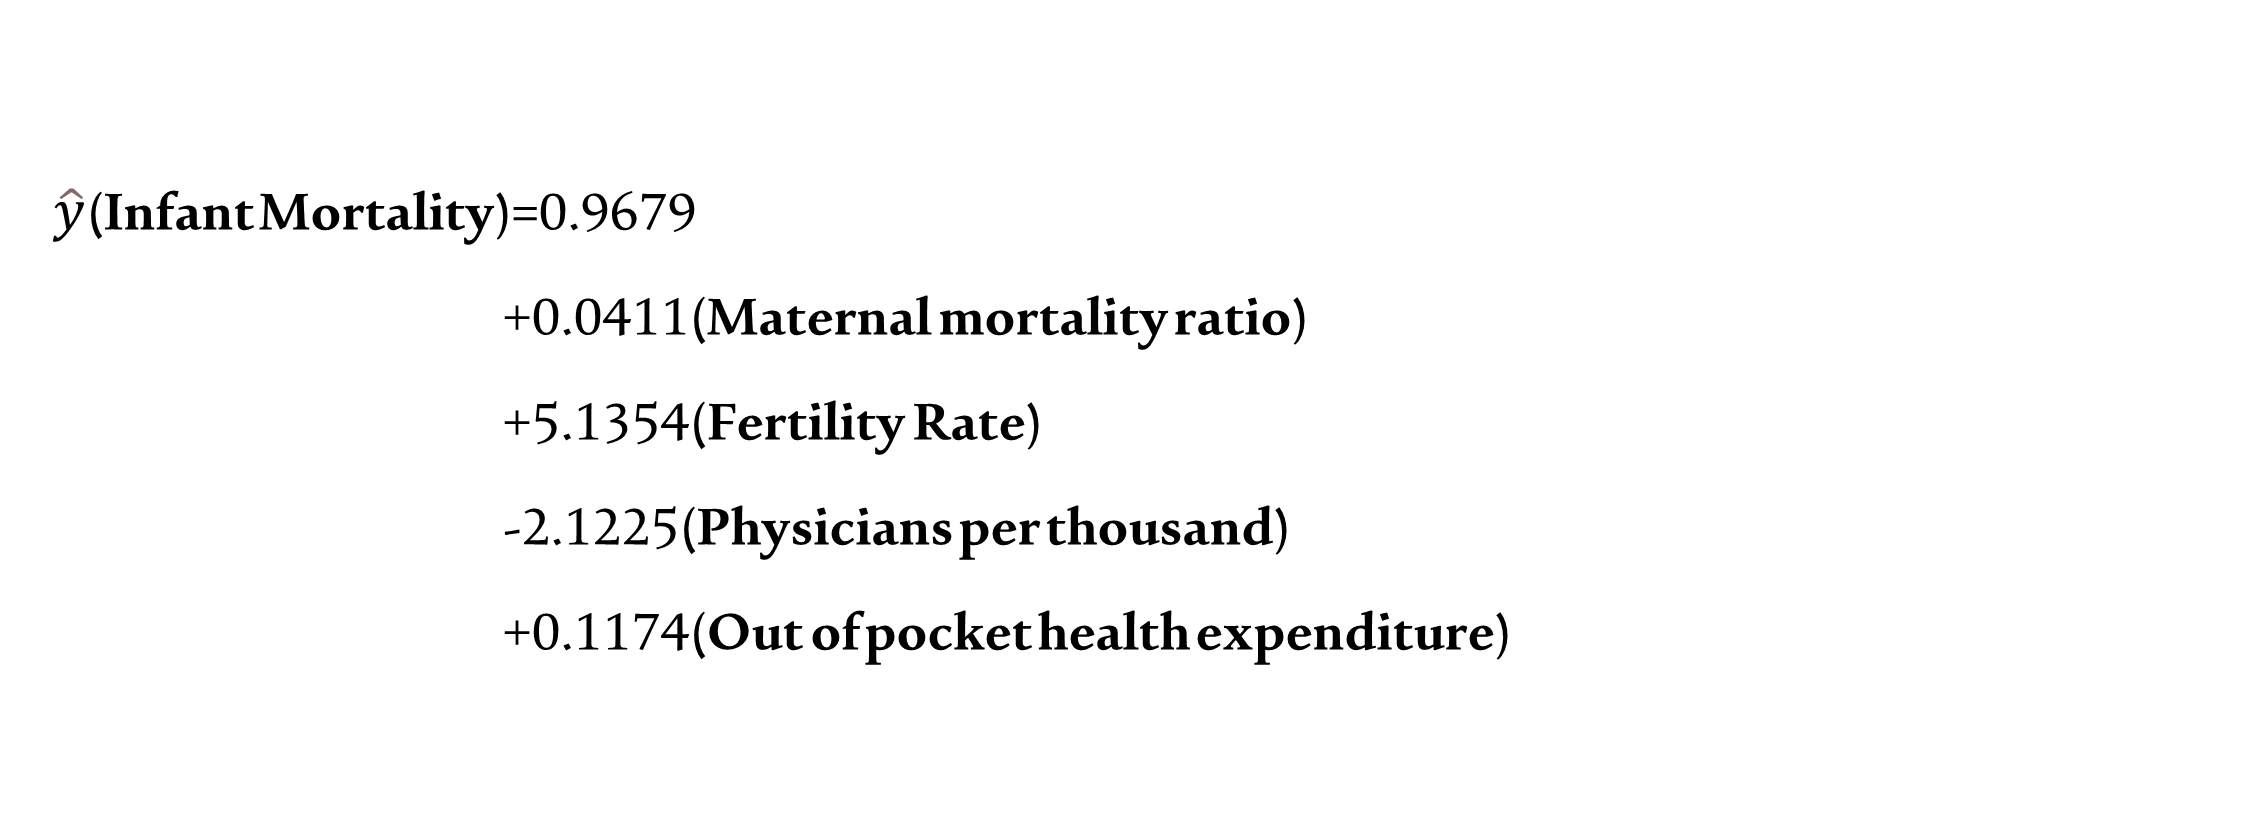 ŷ(Infant Mortality)=0.9679
+0.0411(Maternal mortality ratio)
+5.1354(Fertility Rate)
-2.1225(Physicians per thousand)
+0.1174(Out of pocket health expenditure)